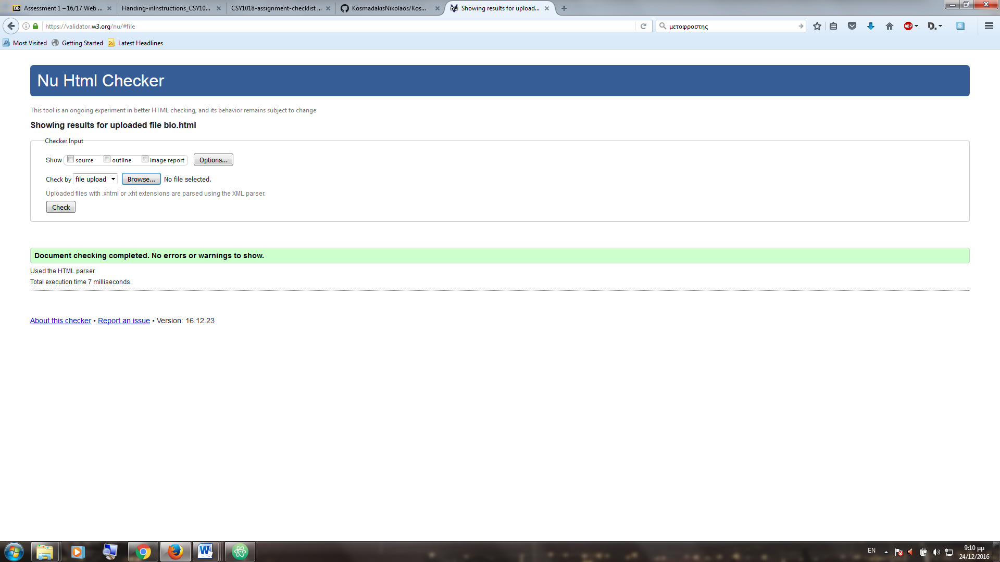 Bb Assessment 1 – 16/17 Web ...
Handing-inInstructions_CSY10...
CSY1018-assignment-checklist ...
KosmadakisNikolaos/Kos...
Showing results for upload...
https://validator.w3.org/nu/#file
μεταφραστης
ABP
D.
S
Most Visited
Getting Started
Latest Headlines
Nu Html Checker
This tool is an ongoing experiment in better HTML checking, and its behavior remains subject to change
Showing results for uploaded file bio.html
Checker Input
Show source outline image report Options...
Check by file upload Browse... No file selected.
Uploaded files with .xhtml or .xht extensions are parsed using the XML parser.
Check
Document checking completed. No errors or warnings to show.
Used the HTML parser.
Total execution time 7 milliseconds.
About this checker • Report an issue • Version: 16.12.23
EN
9:10 μμ
24/12/2016